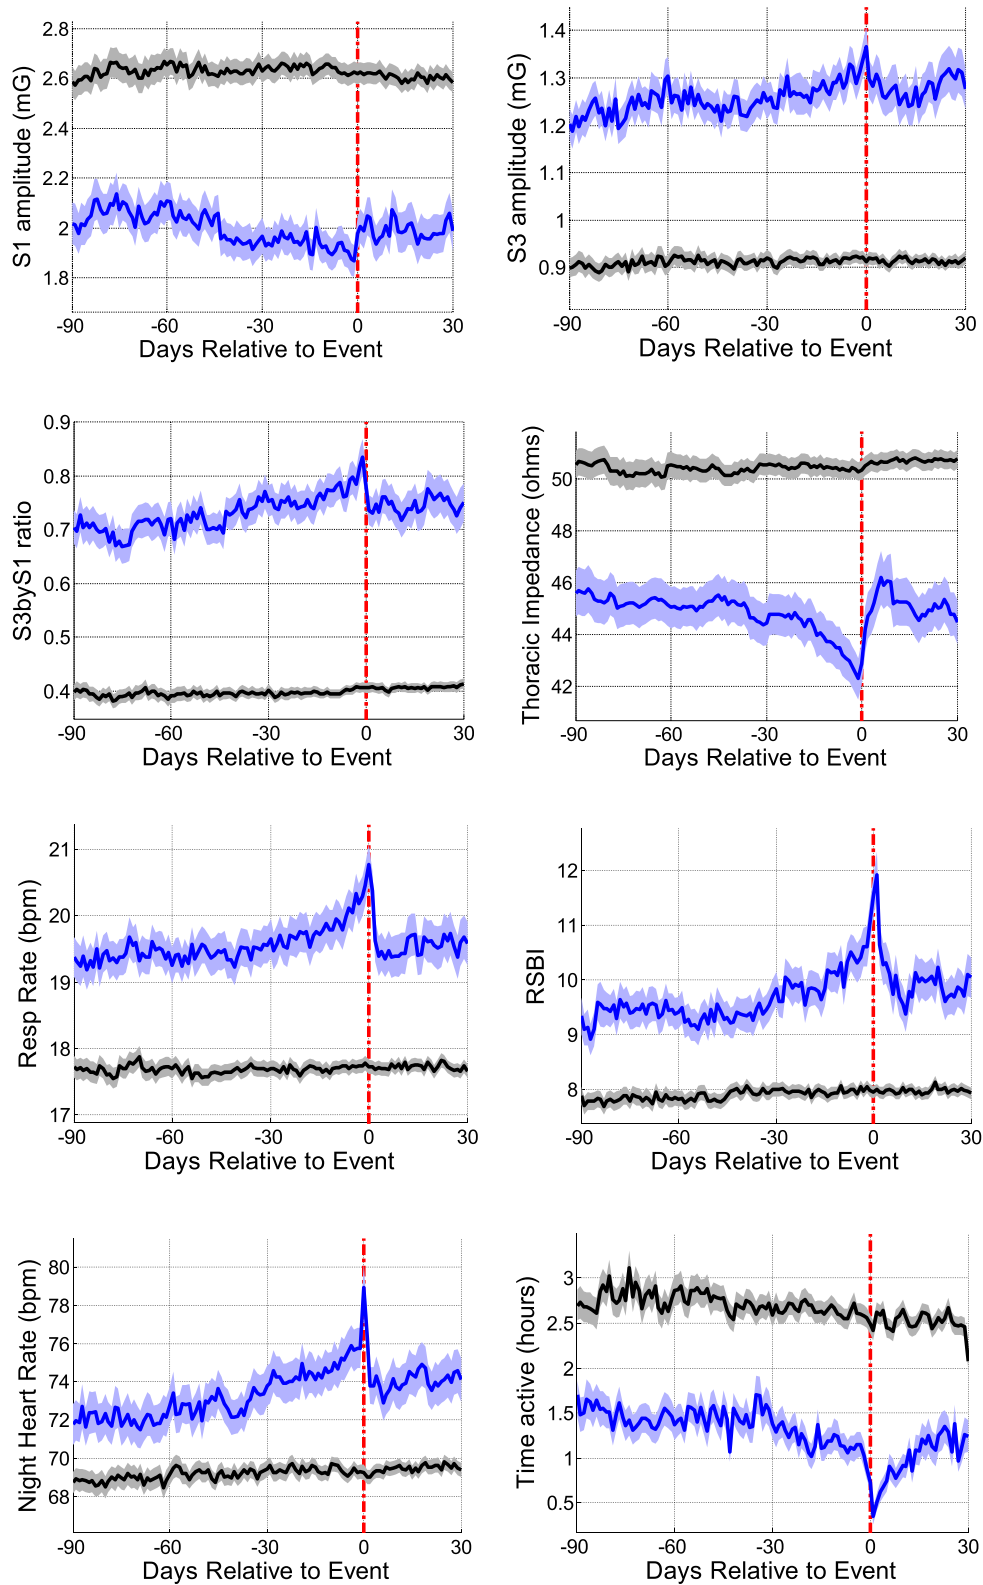 S1 amplitude (mG)
2.8
2.6
2.4
2.2
2
1.8
-90 -60 -30 0 30
Days Relative to Event
S3 amplitude (mG)
1.4
1.3
1.2
1.1
1
0.9
-90 -60 -30 0 30
Days Relative to Event
S3byS1 ratio
0.9
0.8
0.7
0.6
0.5
0.4
-90 -60 -30 0 30
Days Relative to Event
Thoracic Impedance (ohms)
50
48
46
44
42
-90 -60 -30 0 30
Days Relative to Event
Resp Rate (bpm)
21
20
19
18
17
-90 -60 -30 0 30
Days Relative to Event
RSBI
12
11
10
9
8
-90 -60 -30 0 30
Days Relative to Event
Night Heart Rate (bpm)
80
78
76
74
72
70
68
-90 -60 -30 0 30
Days Relative to Event
Time active (hours)
3
2.5
2
1.5
1
0.5
-90 -60 -30 0 30
Days Relative to Event